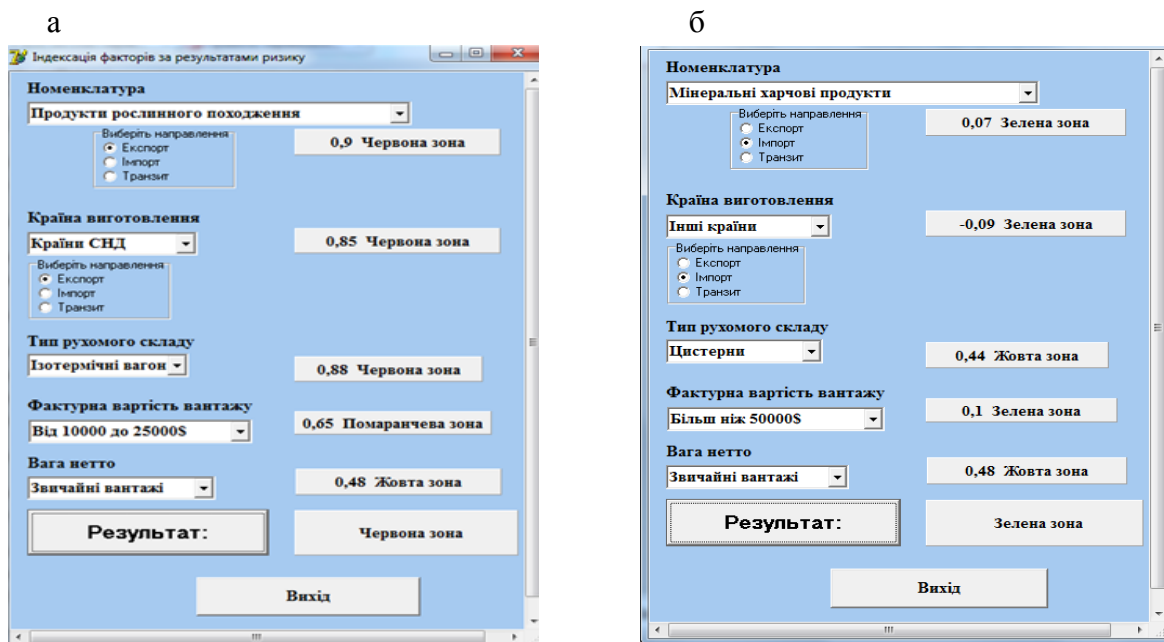 а
Індексація факторів за результатами ризику
Номенклатура
Продукти рослинного походження
Виберіть направлення
Експорт
Імпорт
Транзит
0,9 Червона зона
Країна виготовлення
Країни СНД
0,85 Червона зона
Виберіть направлення
Експорт
Імпорт
Транзит
Тип рухомого складу
Ізотермічні вагон
0,88 Червона зона
Фактурна вартість вантажу
Від 10000 до 25000$
0,65 Помаранчева зона
Вага нетто
Звичайні вантажі
0,48 Жовта зона
Результат:
Червона зона
Вихід
б
Номенклатура
Мінеральні харчові продукти
Виберіть направлення
Експорт
Імпорт
Транзит
0,07 Зелена зона
Країна виготовлення
Інші країни
-0,09 Зелена зона
Виберіть направлення
Експорт
Імпорт
Транзит
Тип рухомого складу
Цистерни
0,44 Жовта зона
Фактурна вартість вантажу
Більш ніж 50000$
0,1 Зелена зона
Вага нетто
Звичайні вантажі
0,48 Жовта зона
Результат:
Зелена зона
Вихід